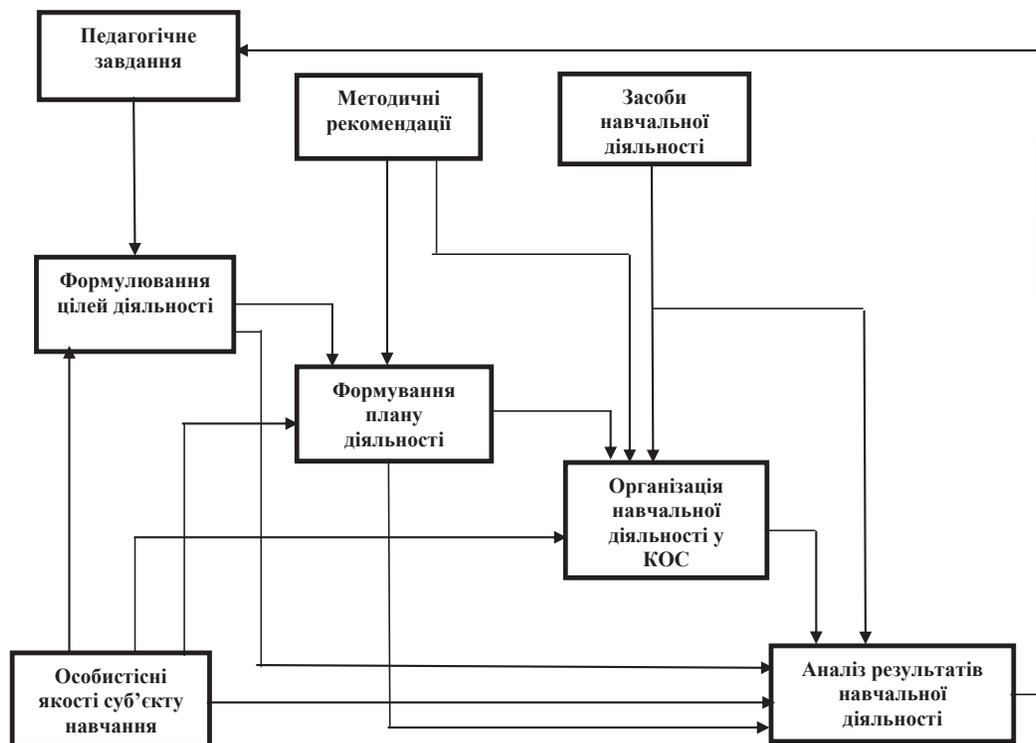 Педагогічне
завдання
Методичні
рекомендації
Засоби
навчальної
діяльності
Формулювання
цілей діяльності
Формування
плану
діяльності
Організація
навчальної
діяльності у
КОС
Особистісні
якості суб’єкту
навчання
Аналіз результатів
навчальної
діяльності